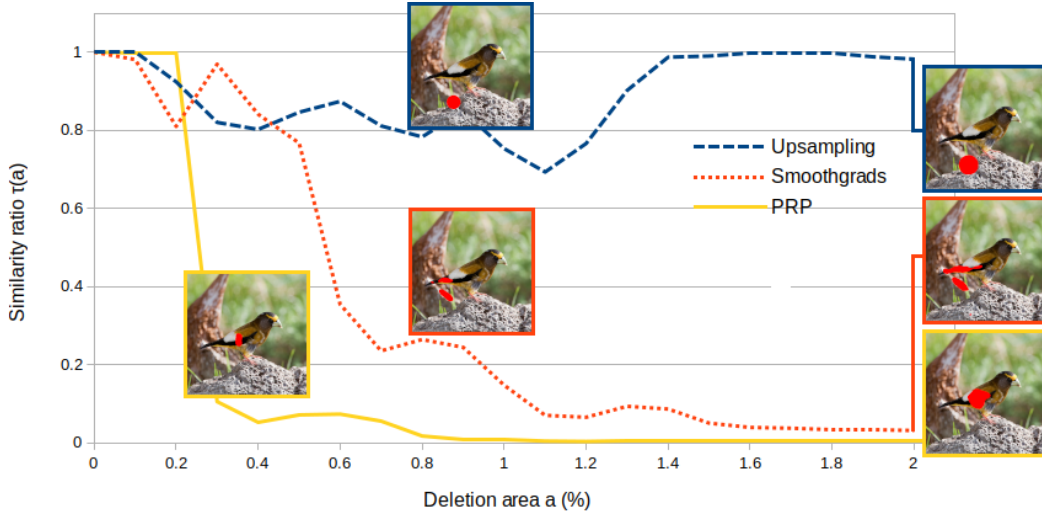 1
0.8
0.6
0.4
0.2
0
Similarity ratio τ(a)
Upsampling
Smoothgrads
PRP
0 0.2 0.4 0.6 0.8 1 1.2 1.4 1.6 1.8 2
Deletion area a (%)